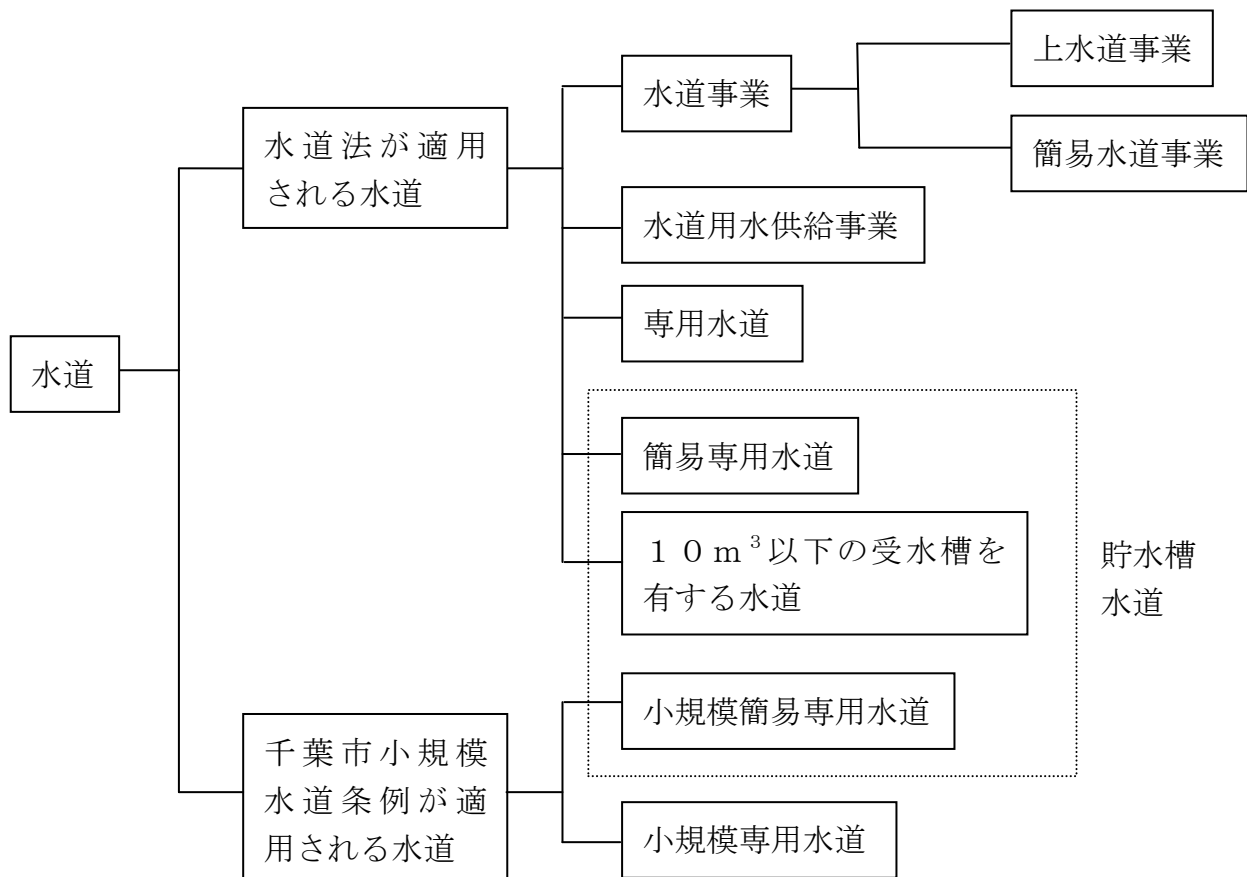 水道
水道法が適用
される水道
水道事業
上水道事業
簡易水道事業
水道用水供給事業
専用水道
簡易専用水道
１０ｍ³以下の受水槽を
有する水道
貯水槽
水道
千葉市小規模
水道条例が適
用される水道
小規模簡易専用水道
小規模専用水道